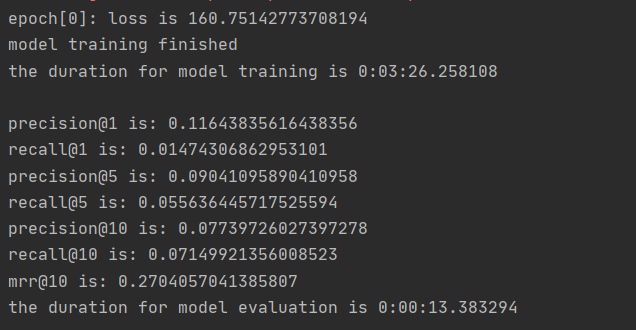 epoch[0]: loss is 160.75142773708194
model training finished
the duration for model training is 0:03:26.258108
precision@1 is: 0.11643835616438356
recall@1 is: 0.01474306862953101
precision@5 is: 0.09041095890410958
recall@5 is: 0.055636445717525594
precision@10 is: 0.07739726027397278
recall@10 is: 0.07149921356008523
mrr@10 is: 0.2704057041385807
the duration for model evaluation is 0:00:13.383294